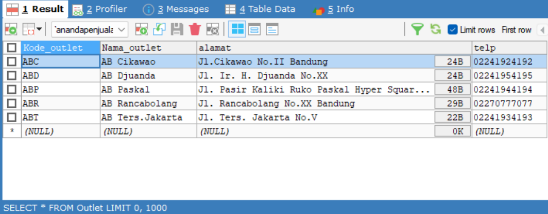 1 Result 2 Profiler 3 Messages 4 Table Data 5 Info
'anandapenjuala Limit rows First row
Kode_outlet Nama_outlet alamat telp
ABC AB Cikawao Jl.Cikawao No.II Bandung 24B 02241924192
ABD AB Djuanda Jl. Ir. H. Djuanda No.XX 24B 02241954195
ABP AB Paskal Jl. Pasir Kaliki Ruko Paskal Hyper Squar... 48B 02241944194
ABR AB Rancabolang Jl. Rancabolang No.XX Bandung 29B 02270777077
ABT AB Ters.Jakarta Jl. Ters. Jakarta No.V 22B 02241934193
* (NULL) (NULL) (NULL) 0K (NULL)
SELECT * FROM Outlet LIMIT 0, 1000